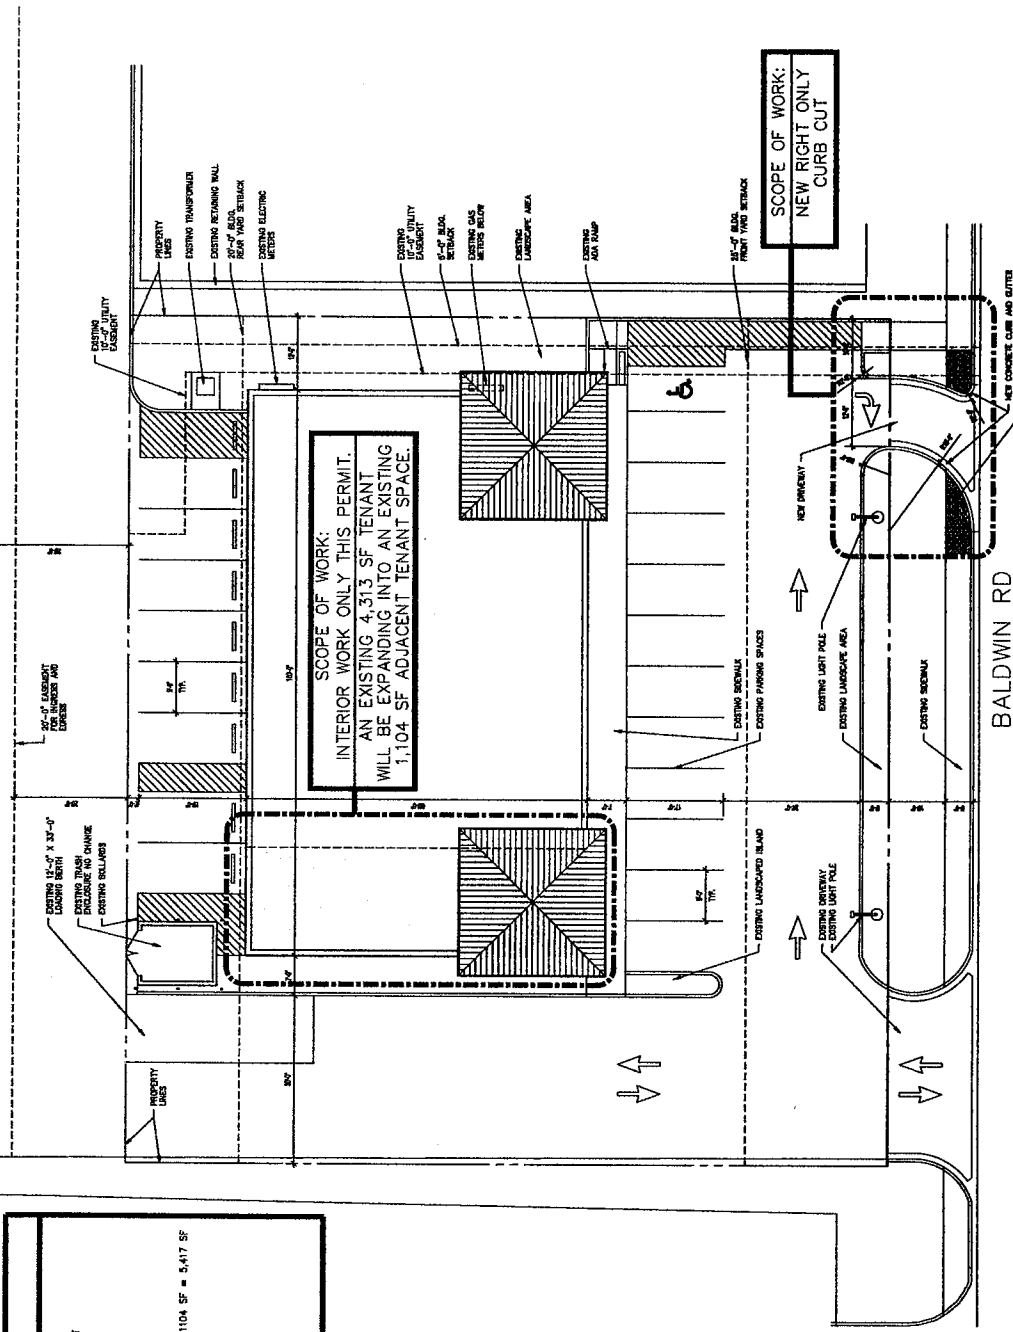 PROPERTY
LINES
EXISTING TRANSFORMER
EXISTING RETAINING WALL
20'-0" BLDG.
REAR YARD SETBACK
EXISTING ELECTRIC
METERS
EXISTING
10'-0" UTILITY
EASEMENT
EXISTING
10'-0" UTILITY
EASEMENT
5'-0" BLDG.
SETBACK
EXISTING GAS
METERS BELOW
EXISTING
LANDSCAPE AREA
EXISTING
ADA RAMP
25'-0" BLDG.
FRONT YARD SETBACK
SCOPE OF WORK:
NEW RIGHT ONLY
CURB CUT
NEW CONCRETE CURB AND GUTTER
20'-0" EASEMENT
FOR INGRESS AND
EGRESS
TYP.
SCOPE OF WORK:
INTERIOR WORK ONLY THIS PERMIT.
AN EXISTING 4,313 SF TENANT
WILL BE EXPANDING INTO AN EXISTING
1,104 SF ADJACENT TENANT SPACE.
NEW DRIVEWAY
EXISTING SIDEWALK
EXISTING PARKING SPACES
EXISTING LIGHT POLE
EXISTING LANDSCAPE AREA
EXISTING SIDEWALK
BALDWIN RD
EXISTING 12'-0" X 33'-0"
LOADING BERTH
EXISTING TRASH
ENCLOSURE NO CHANGE
EXISTING BOLLARDS
EXISTING LANDSCAPED ISLAND
TYP.
EXISTING DRIVEWAY
EXISTING LIGHT POLE
PROPERTY
LINES
1104 SF = 5,417 SF